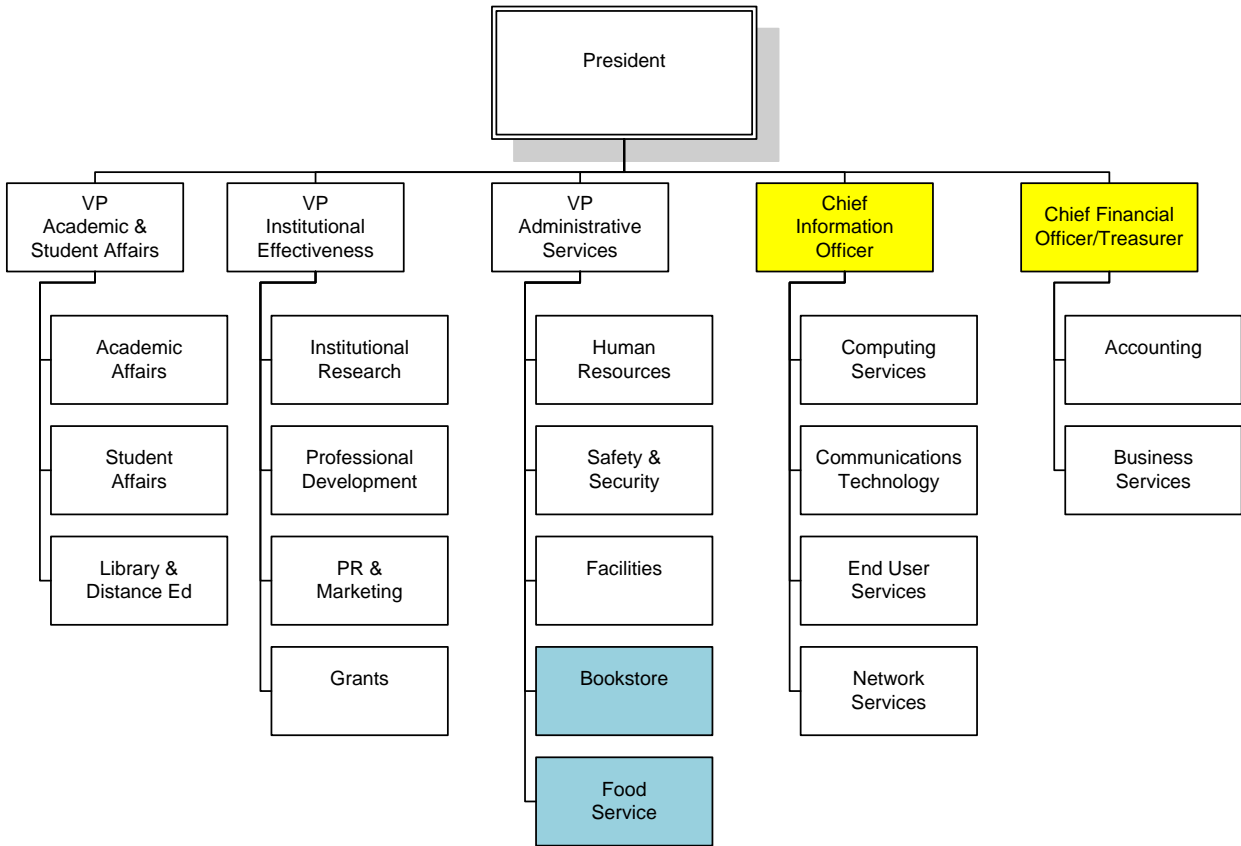 President
VP
Academic &
Student Affairs
VP
Institutional
Effectiveness
VP
Administrative
Services
Chief
Information
Officer
Chief Financial
Officer/Treasurer
Academic
Affairs
Institutional
Research
Human
Resources
Computing
Services
Accounting
Student
Affairs
Professional
Development
Safety &
Security
Communications
Technology
Business
Services
Library &
Distance Ed
PR &
Marketing
Facilities
End User
Services
Grants
Bookstore
Network
Services
Food
Service